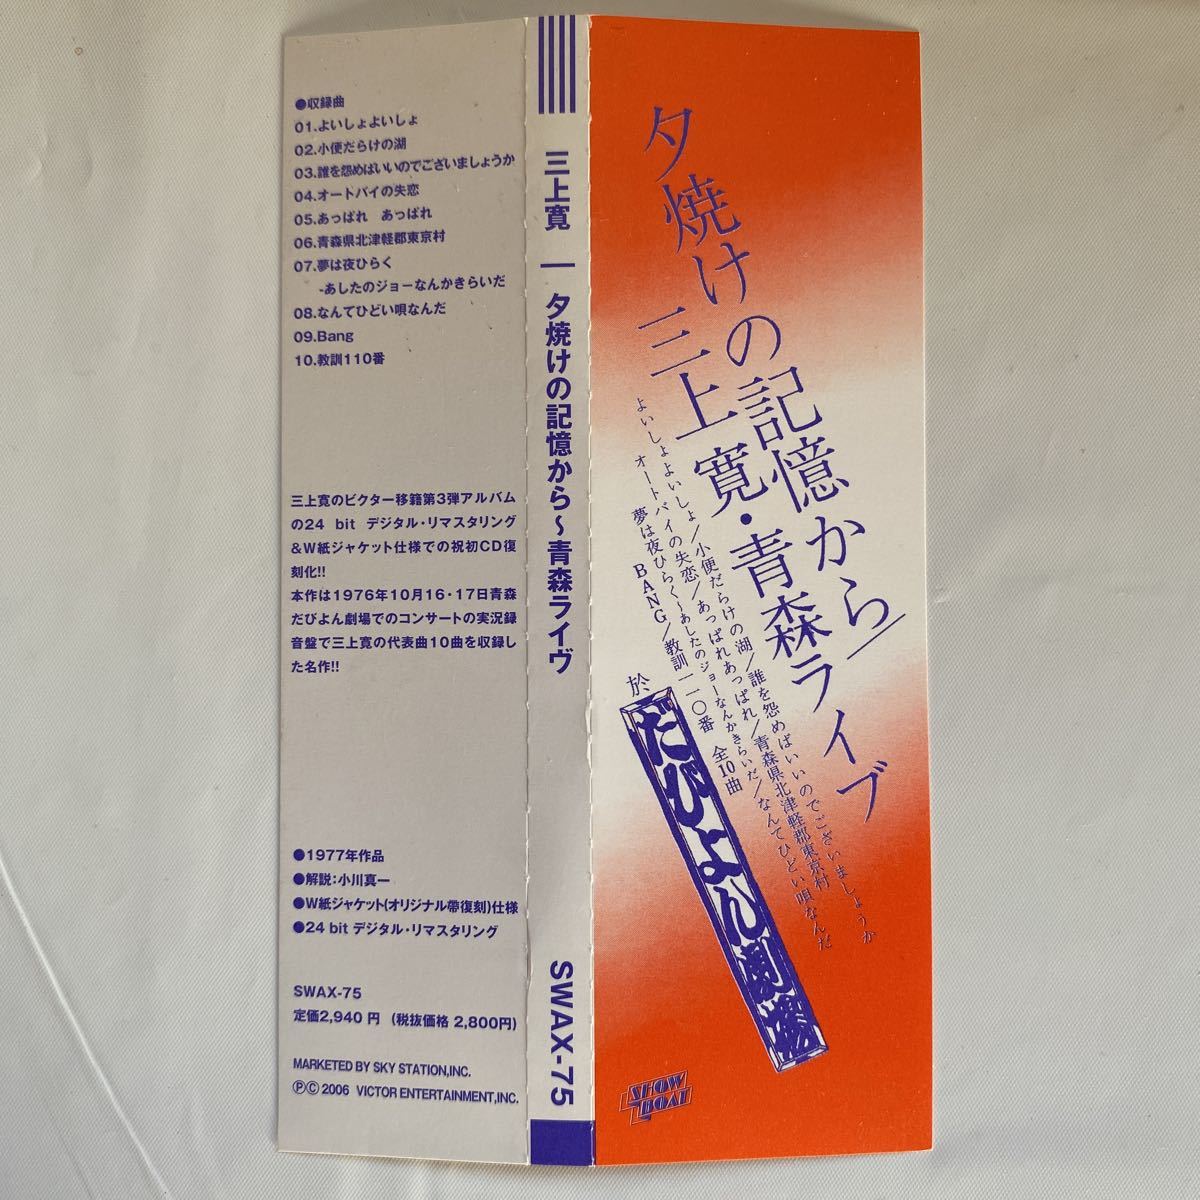 ●収録曲
01.よいしょよいしょ
02.小便だらけの湖
03.誰を怨めばいいのでございましょうか
04.オートバイの失恋
05.あっぱれ　あっぱれ
06.青森県北津軽郡東京村
07.夢は夜ひらく
-あしたのジョーなんかきらいだ
08.なんてひどい唄なんだ
09.Bang
10.教訓110番
三上寛のビクター移籍第3弾アルバム
の24 bit デジタル・リマスタリング
&W紙ジャケット仕様での祝初CD復
刻化!!
本作は1976年10月16・17日青森
だびよん劇場でのコンサートの実況録
音盤で三上寛の代表曲10曲を収録し
た名作!!
●1977年作品
●解説:小川真一
●W紙ジャケット(オリジナル帯復刻)仕様
●24 bit デジタル・リマスタリング
SWAX-75
定価2,940 円 (税抜価格 2,800円)
MARKETED BY SKY STATION,INC.
ⓅⒸ 2006 VICTOR ENTERTAINMENT,INC.
三上寛 ― 夕焼けの記憶から～青森ライヴ
SWAX-75
夕焼けの記憶から/
三上寛・青森ライブ
よいしょよいしょ/小便だらけの湖/誰を怨めばいいのでございましょうか
オートバイの失恋/あっぱれあっぱれ/青森県北津軽郡東京村
夢は夜ひらく〜あしたのジョーなんかきらいだ/なんてひどい唄なんだ
BANG/教訓一一〇番 全10曲
於
だびよん劇場
SHOW
BOAT